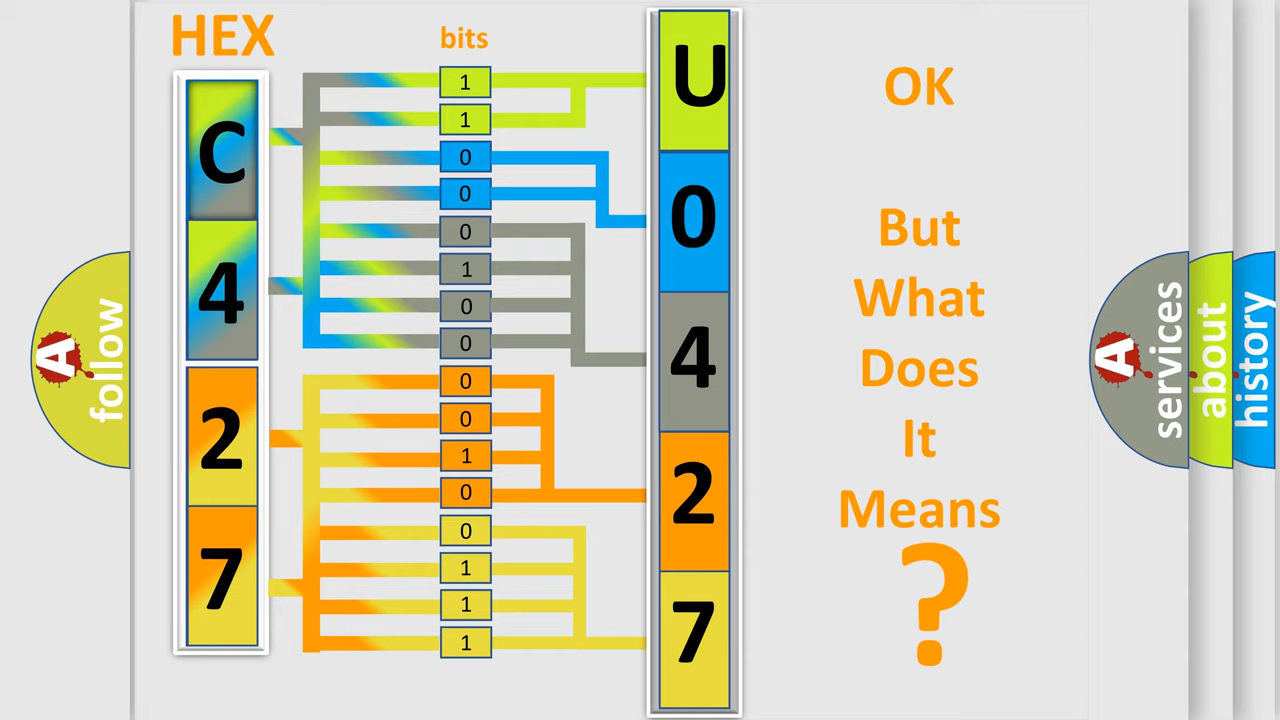 HEX
bits
C
4
2
7
1
1
0
0
0
1
0
0
0
0
1
0
0
1
1
1
U
0
4
2
7
OK
But
What
Does
It
Means
?
A
follow
A
services
about
history